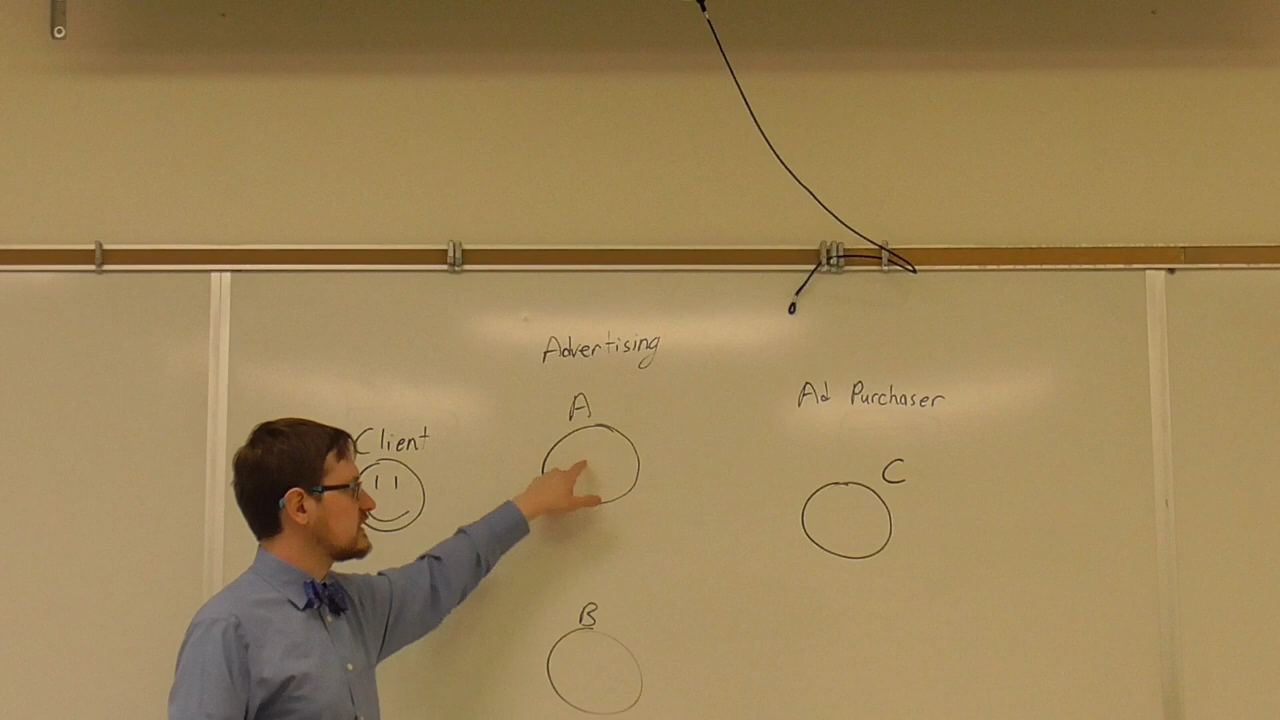 Advertising
Ad Purchaser
A
Client
C
B